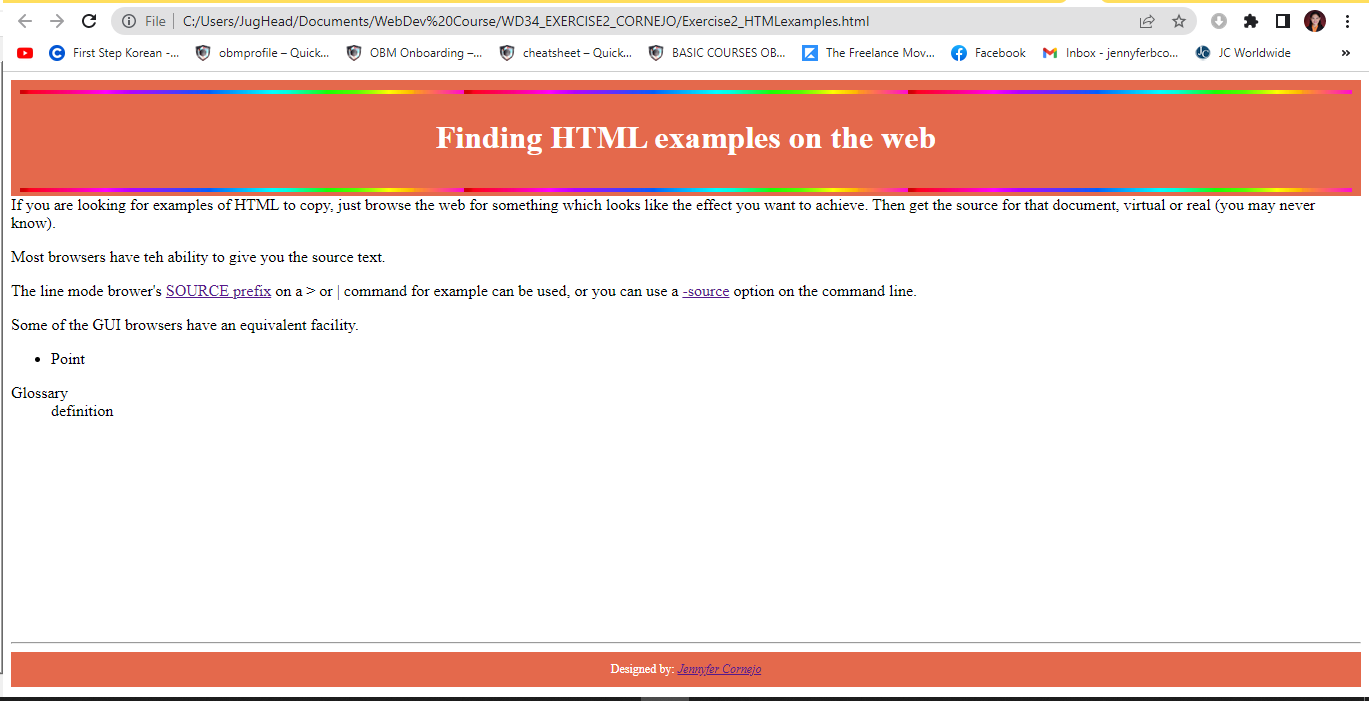 File | C:/Users/JugHead/Documents/WebDev%20Course/WD34_EXERCISE2_CORNEJO/Exercise2_HTMLexamples.html
First Step Korean -... obmprofile – Quick... OBM Onboarding –... cheatsheet – Quick... BASIC COURSES OB... The Freelance Mov... Facebook Inbox - jennyferbco... JC Worldwide »
Finding HTML examples on the web
If you are looking for examples of HTML to copy, just browse the web for something which looks like the effect you want to achieve. Then get the source for that document, virtual or real (you may never
know).
Most browsers have teh ability to give you the source text.
The line mode brower's SOURCE prefix on a > or | command for example can be used, or you can use a -source option on the command line.
Some of the GUI browsers have an equivalent facility.
• Point
Glossary
definition
Designed by: Jennyfer Cornejo